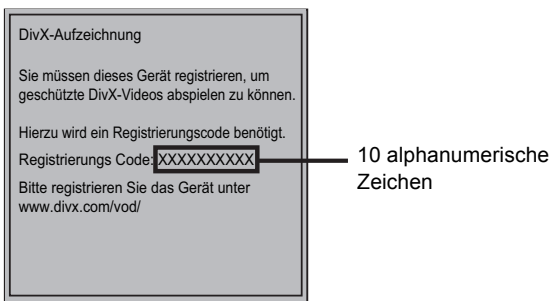 DivX-Aufzeichnung
Sie müssen dieses Gerät registrieren, um
geschützte DivX-Videos abspielen zu können.
Hierzu wird ein Registrierungscode benötigt.
Registrierungs Code:XXXXXXXXXX
Bitte registrieren Sie das Gerät unter
www.divx.com/vod/
10 alphanumerische
Zeichen